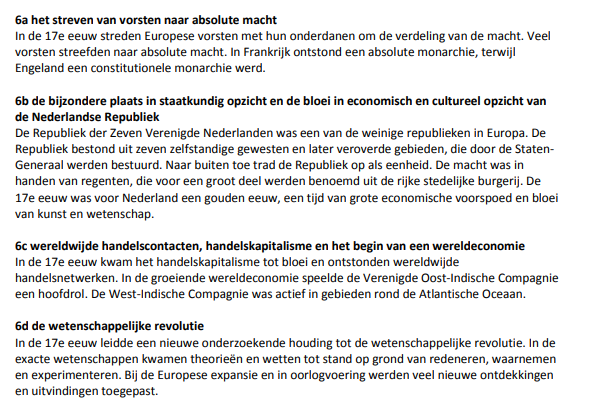 6a het streven van vorsten naar absolute macht
In de 17e eeuw streden Europese vorsten met hun onderdanen om de verdeling van de macht. Veel
vorsten streefden naar absolute macht. In Frankrijk ontstond een absolute monarchie, terwijl
Engeland een constitutionele monarchie werd.
6b de bijzondere plaats in staatkundig opzicht en de bloei in economisch en cultureel opzicht van
de Nederlandse Republiek
De Republiek der Zeven Verenigde Nederlanden was een van de weinige republieken in Europa. De
Republiek bestond uit zeven zelfstandige gewesten en later veroverde gebieden, die door de Staten-
Generaal werden bestuurd. Naar buiten toe trad de Republiek op als eenheid. De macht was in
handen van regenten, die voor een groot deel werden benoemd uit de rijke stedelijke burgerij. De
17e eeuw was voor Nederland een gouden eeuw, een tijd van grote economische voorspoed en bloei
van kunst en wetenschap.
6c wereldwijde handelscontacten, handelskapitalisme en het begin van een wereldeconomie
In de 17e eeuw kwam het handelskapitalisme tot bloei en ontstonden wereldwijde
handelsnetwerken. In de groeiende wereldeconomie speelde de Verenigde Oost-Indische Compagnie
een hoofdrol. De West-Indische Compagnie was actief in gebieden rond de Atlantische Oceaan.
6d de wetenschappelijke revolutie
In de 17e eeuw leidde een nieuwe onderzoekende houding tot de wetenschappelijke revolutie. In de
exacte wetenschappen kwamen theorieën en wetten tot stand op grond van redeneren, waarnemen
en experimenteren. Bij de Europese expansie en in oorlogvoering werden veel nieuwe ontdekkingen
en uitvindingen toegepast.